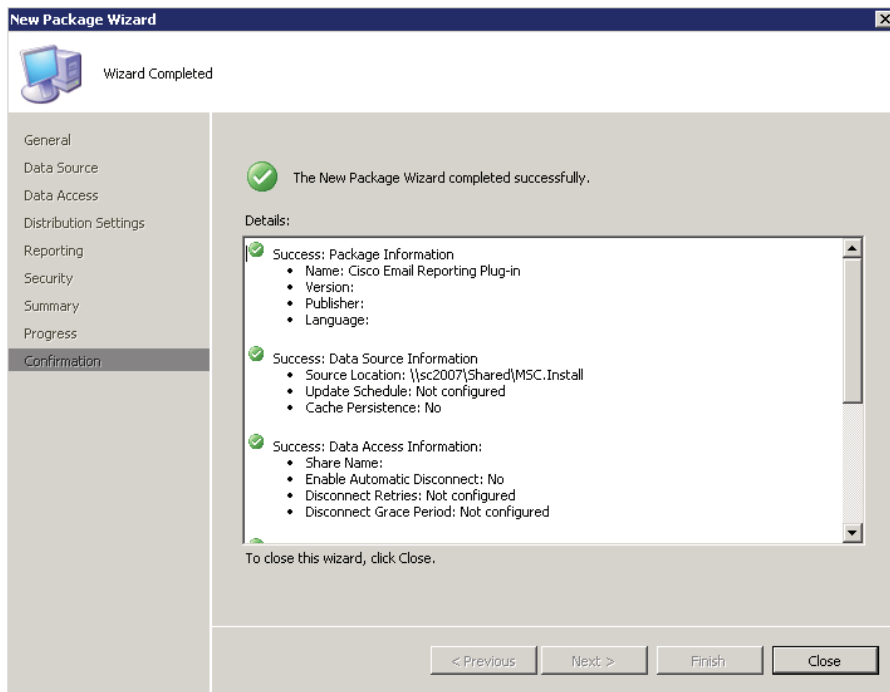 New Package Wizard
Wizard Completed
General
Data Source
Data Access
Distribution Settings
Reporting
Security
Summary
Progress
Confirmation
The New Package Wizard completed successfully.
Details:
Success: Package Information
• Name: Cisco Email Reporting Plug-in
• Version:
• Publisher:
• Language:
Success: Data Source Information
• Source Location: \\sc2007\Shared\MSC.Install
• Update Schedule: Not configured
• Cache Persistence: No
Success: Data Access Information:
• Share Name:
• Enable Automatic Disconnect: No
• Disconnect Retries: Not configured
• Disconnect Grace Period: Not configured
To close this wizard, click Close.
< Previous
Next >
Finish
Close